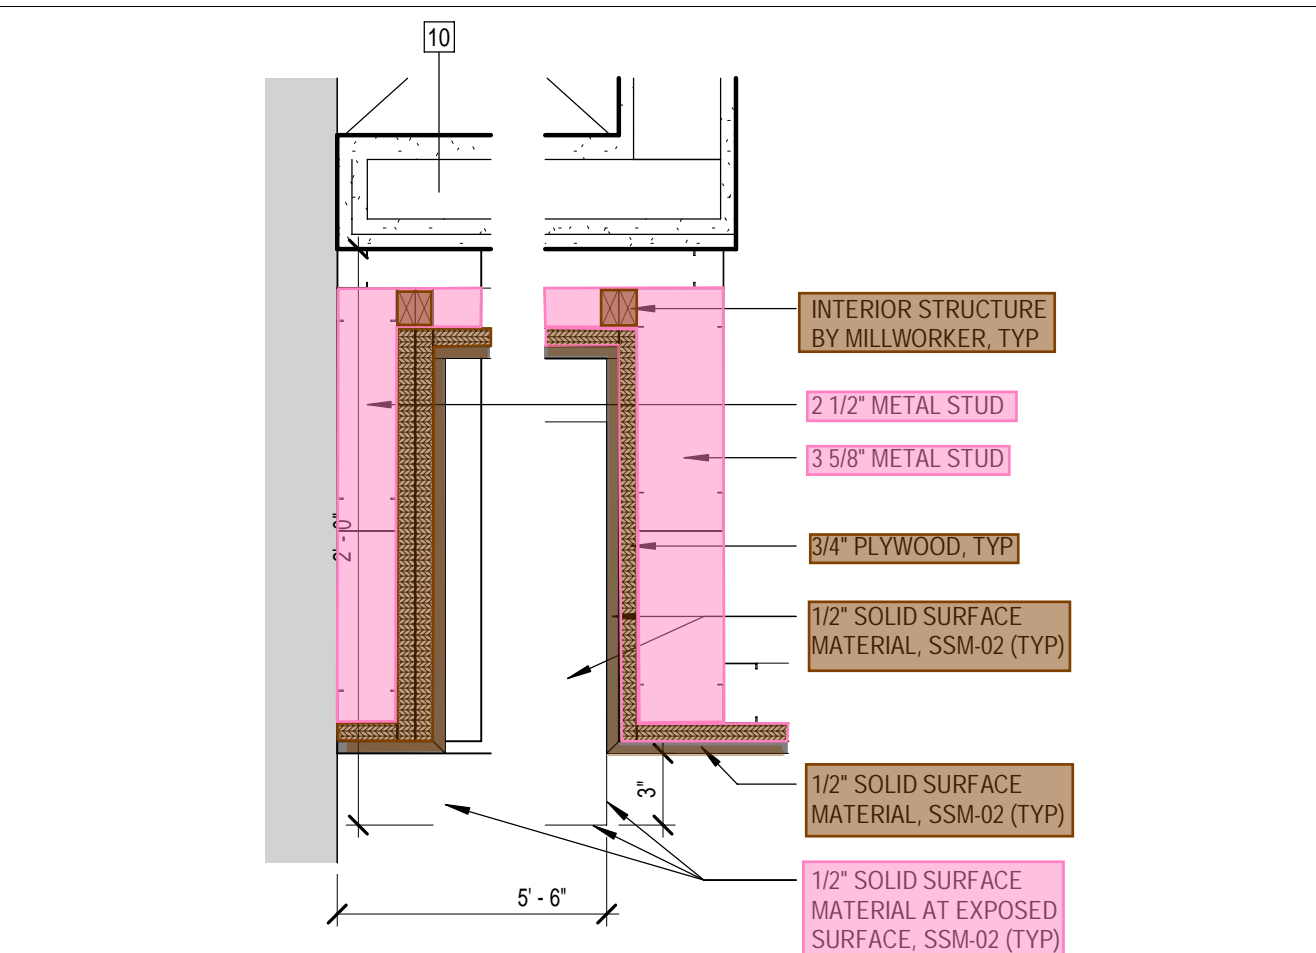 10
INTERIOR STRUCTURE
BY MILLWORKER, TYP
2 1/2" METAL STUD
3 5/8" METAL STUD
2' - 0"
3/4" PLYWOOD, TYP
1/2" SOLID SURFACE
MATERIAL, SSM-02 (TYP)
3"
1/2" SOLID SURFACE
MATERIAL, SSM-02 (TYP)
5' - 6"
1/2" SOLID SURFACE
MATERIAL AT EXPOSED
SURFACE, SSM-02 (TYP)